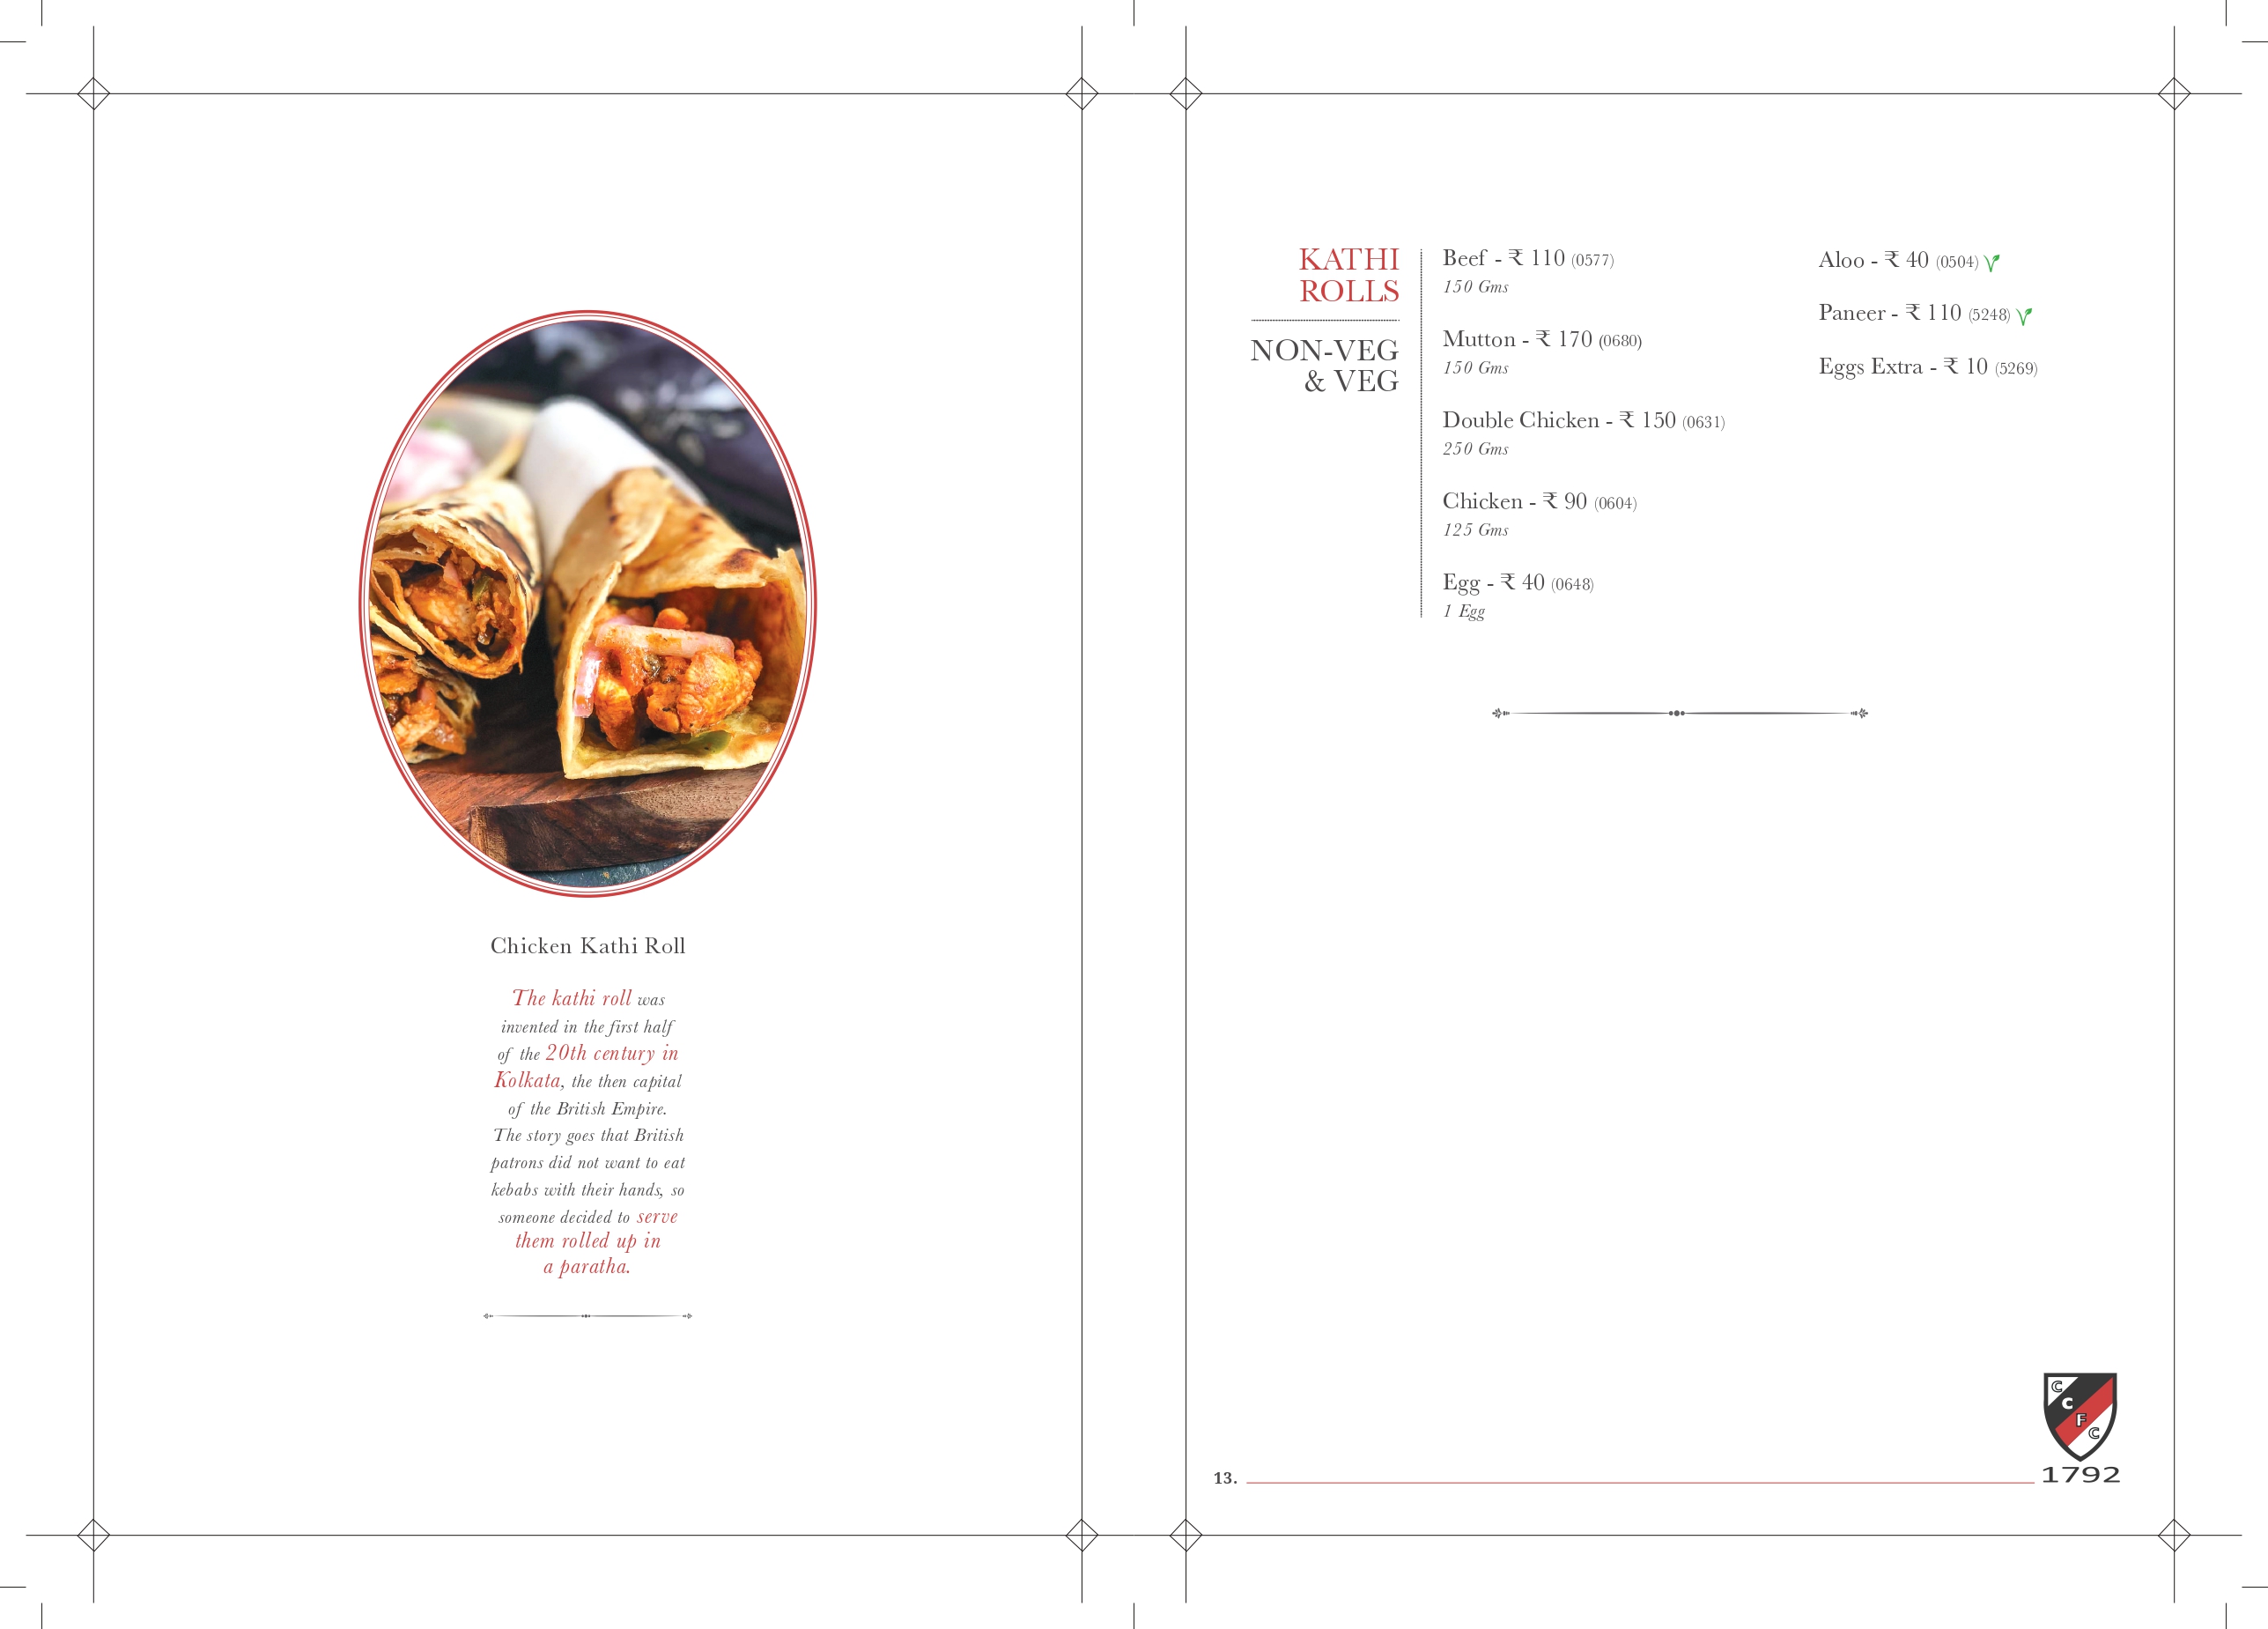 Chicken Kathi Roll
The kathi roll was
invented in the first half
of the 20th century in
Kolkata, the then capital
of the British Empire.
The story goes that British
patrons did not want to eat
kebabs with their hands, so
someone decided to serve
them rolled up in
a paratha.
KATHI
ROLLS
NON-VEG
& VEG
Beef - ₹ 110 (0577)
150 Gms
Mutton - ₹ 170 (0680)
150 Gms
Double Chicken - ₹ 150 (0631)
250 Gms
Chicken - ₹ 90 (0604)
125 Gms
Egg - ₹ 40 (0648)
1 Egg
Aloo - ₹ 40 (0504)
Paneer - ₹ 110 (5248)
Eggs Extra - ₹ 10 (5269)
13.
C
C
F
C
1792